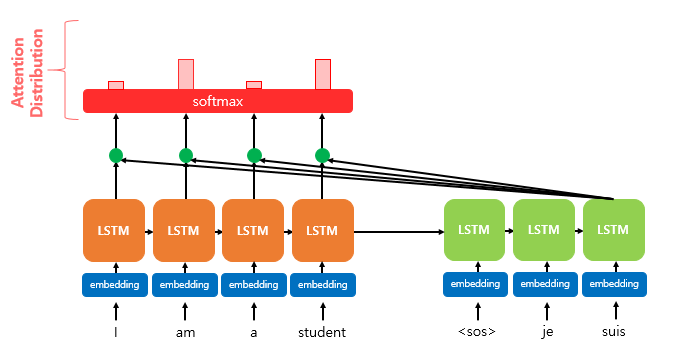 Attention
Distribution
softmax
LSTM LSTM LSTM LSTM LSTM LSTM LSTM
embedding embedding embedding embedding embedding embedding embedding
I am a student <sos> je suis